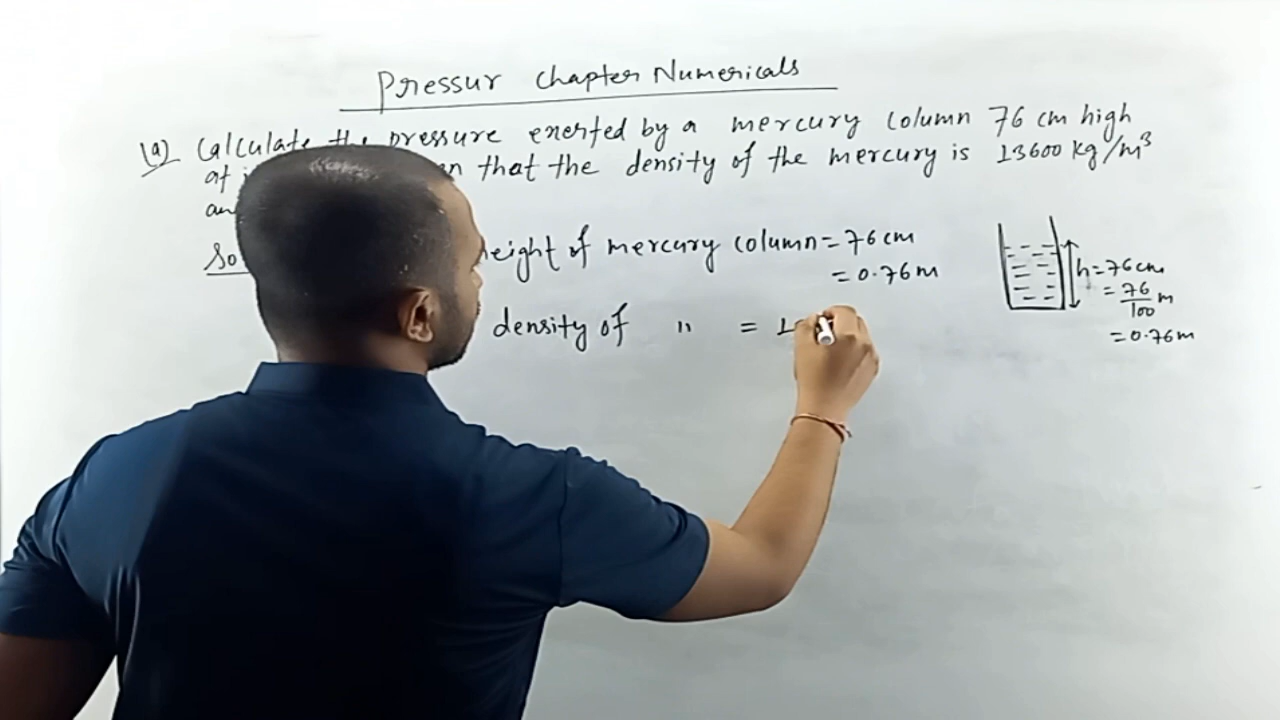 Pressur Chapter Numericals
(a) Calculate the pressure exerted by a mercury column 76 cm high
at that the density of the mercury is 13600 kg/m³
height of mercury column = 76 cm
= 0.76 m
density of " =
h = 76 cm
= 76/100 m
= 0.76 m